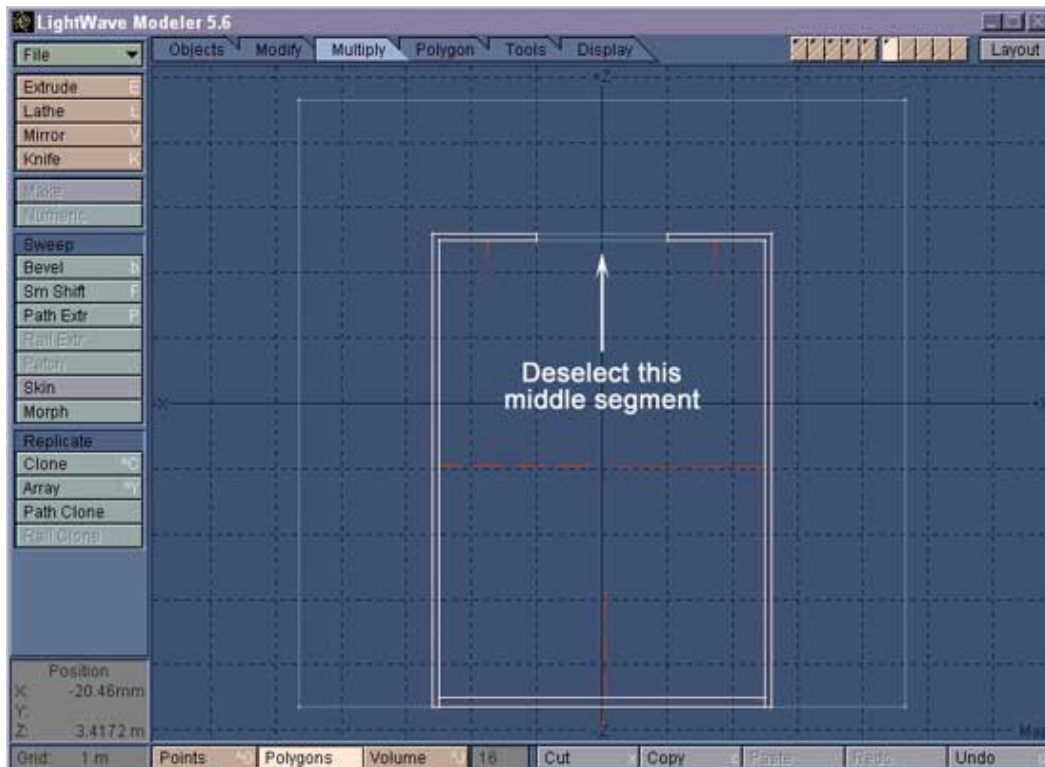 LightWave Modeler 5.6
File
Objects Modify Multiply Polygon Tools Display
Layout
Extrude E
Lathe L
Mirror V
Knife K
Make
Numeric
Sweep
Bevel b
Sm Shift F
Path Extr P
Rail Extr
Patch
Skin
Morph
Replicate
Clone ^C
Array ^Y
Path Clone
Rail Clone
+Z
-X
Deselect this
middle segment
-Z
Position
X: -20.46mm
Y:
Z: 3.4172 m
Grid: 1 m
Points Polygons Volume 16 Cut Copy Paste Redo Undo